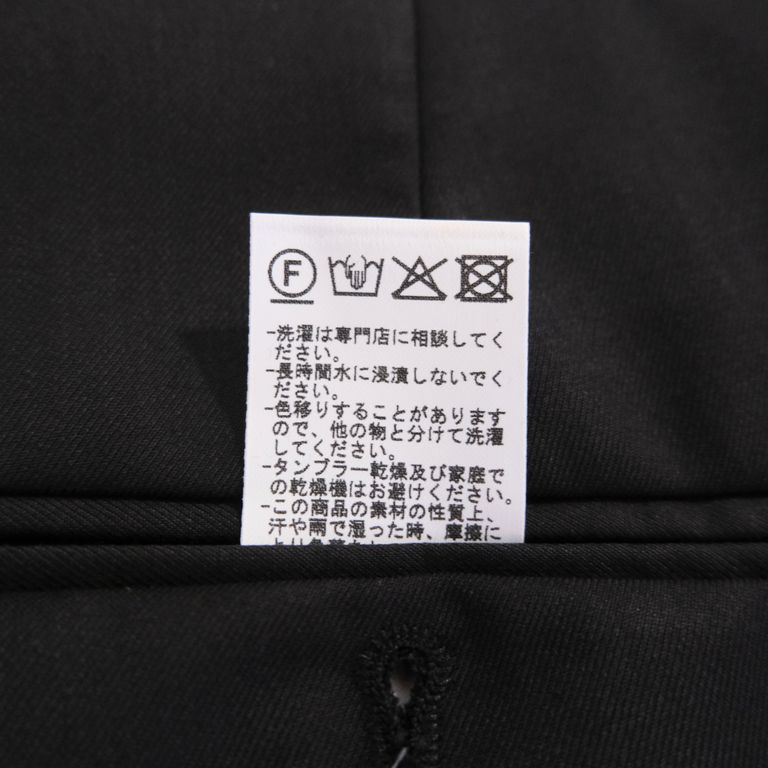 F
-洗濯は専門店に相談してく
ださい。
-長時間水に浸漬しないでく
ださい。
-色移りすることがあります
ので、他の物と分けて洗濯
してください。
-タンブラー乾燥及び家庭で
の乾燥機はお避けください。
-この商品の素材の性質上、
汗や雨で湿った時、摩擦に